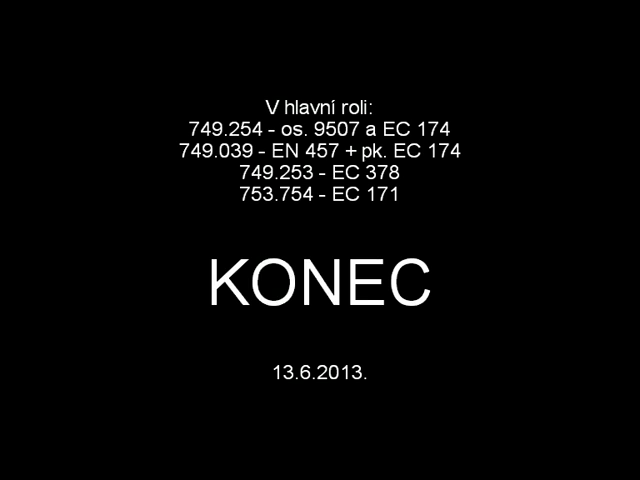 V hlavní roli:
749.254 - os. 9507 a EC 174
749.039 - EN 457 + pk. EC 174
749.253 - EC 378
753.754 - EC 171
KONEC
13.6.2013.